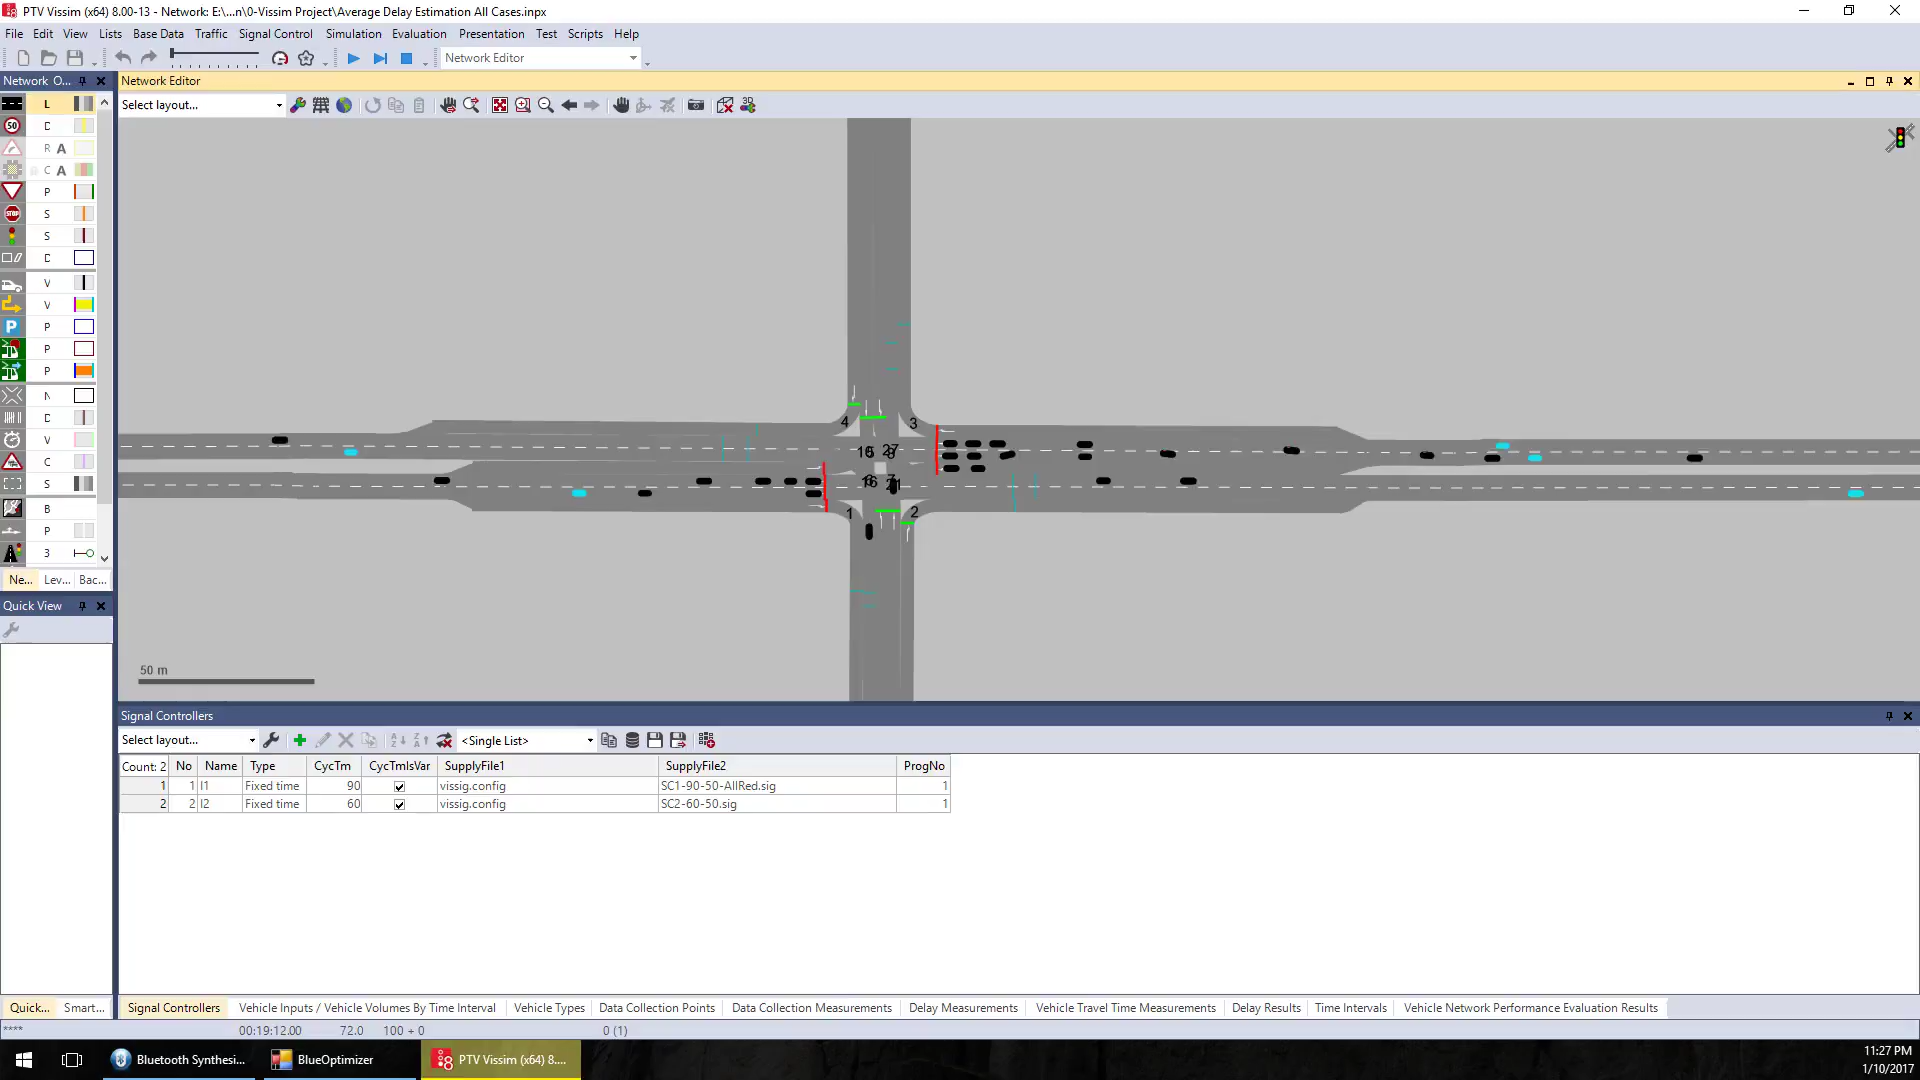 PTV Vissim (x64) 8.00-13 - Network: E:\...n\0-Vissim Project\Average Delay Estimation All Cases.inpx
File Edit View Lists Base Data Traffic Signal Control Simulation Evaluation Presentation Test Scripts Help
Network Editor
Network O...
Network Editor
Select layout...
L
50 D
R A
C A
P
STOP S
S
D
V
V
P P
P
P
N
D
V
C
S
B
P
3
Ne... Lev... Bac...
Quick View
4 3
1 2
50 m
Signal Controllers
Select layout... <Single List>
Count: 2 No Name Type CycTm CycTmIsVar SupplyFile1 SupplyFile2 ProgNo
1 1 I1 Fixed time 90 vissig.config SC1-90-50-AllRed.sig 1
2 2 I2 Fixed time 60 vissig.config SC2-60-50.sig 1
Quick... Smart... Signal Controllers Vehicle Inputs / Vehicle Volumes By Time Interval Vehicle Types Data Collection Points Data Collection Measurements Delay Measurements Vehicle Travel Time Measurements Delay Results Time Intervals Vehicle Network Performance Evaluation Results
**** 00:19:12.00 72.0 100 + 0 0 (1)
Bluetooth Synthesi... BlueOptimizer PTV Vissim (x64) 8....
11:27 PM
1/10/2017